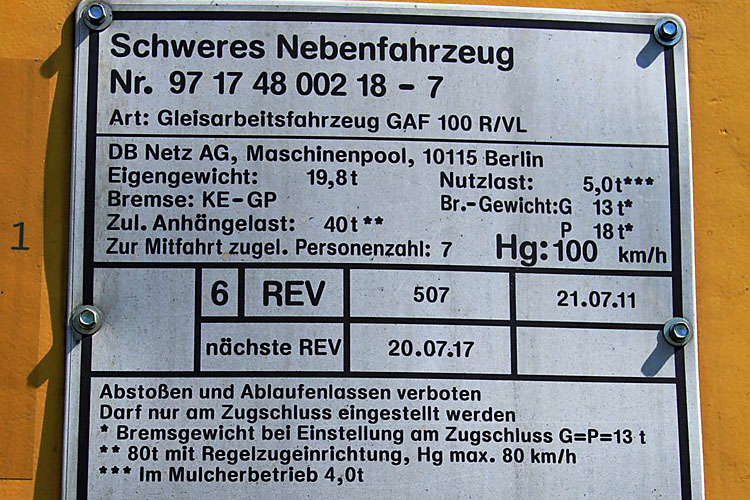 Schweres Nebenfahrzeug
Nr. 97 17 48 002 18 - 7
Art: Gleisarbeitsfahrzeug GAF 100 R/VL
DB Netz AG, Maschinenpool, 10115 Berlin
Eigengewicht: 19,8t Nutzlast: 5,0t***
Bremse: KE-GP Br.-Gewicht:G 13t*
Zul. Anhängelast: 40t** P 18t*
Zur Mitfahrt zugel. Personenzahl: 7 Hg:100 km/h
1
6 REV 507 21.07.11
nächste REV 20.07.17
Abstoßen und Ablaufenlassen verboten
Darf nur am Zugschluss eingestellt werden
* Bremsgewicht bei Einstellung am Zugschluss G=P=13 t
** 80t mit Regelzugeinrichtung, Hg max. 80 km/h
*** Im Mulcherbetrieb 4,0t